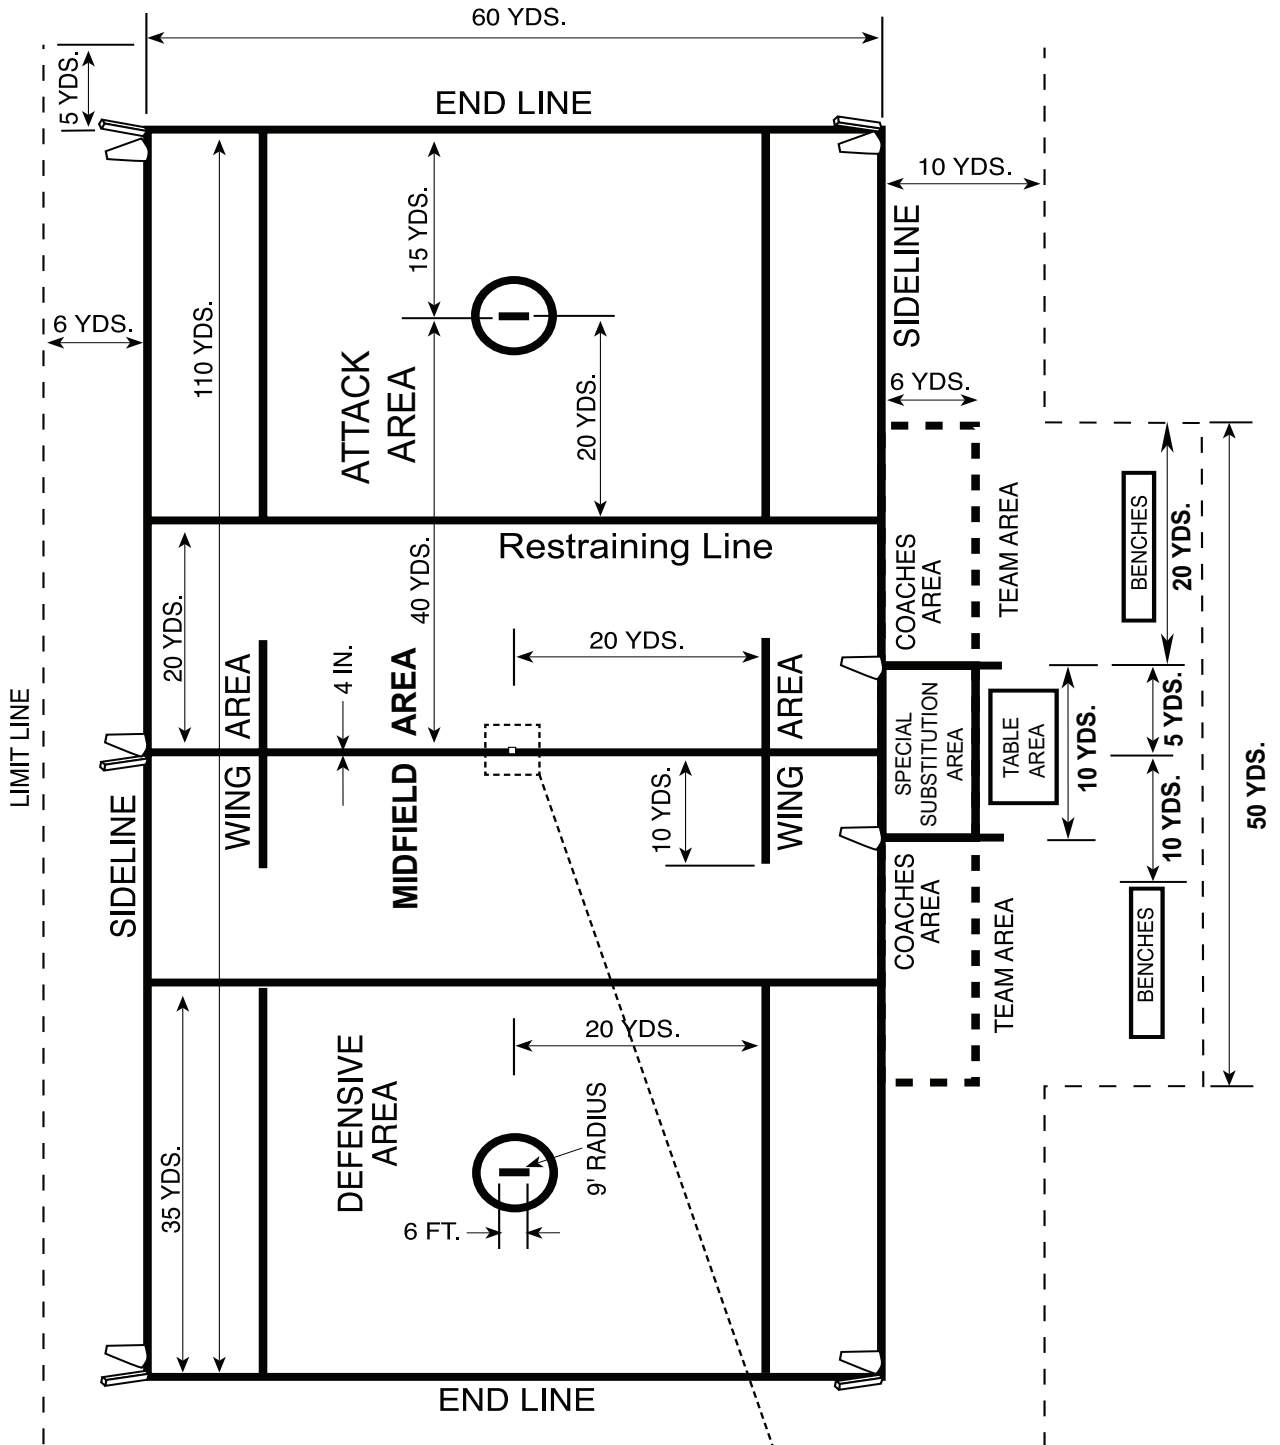 60 YDS.
5 YDS.
END LINE
10 YDS.
15 YDS.
SIDELINE
6 YDS.
110 YDS.
ATTACK
AREA
6 YDS.
20 YDS.
BENCHES
20 YDS.
TEAM AREA
COACHES
AREA
Restraining Line
40 YDS.
20 YDS.
20 YDS.
4 IN.
AREA
AREA
MIDFIELD AREA
LIMIT LINE
WING
WING
SPECIAL
SUBSTITUTION
AREA
TABLE
AREA
10 YDS.
5 YDS.
50 YDS.
10 YDS.
10 YDS.
SIDELINE
COACHES
AREA
TEAM AREA
BENCHES
20 YDS.
DEFENSIVE
AREA
9' RADIUS
35 YDS.
6 FT.
END LINE